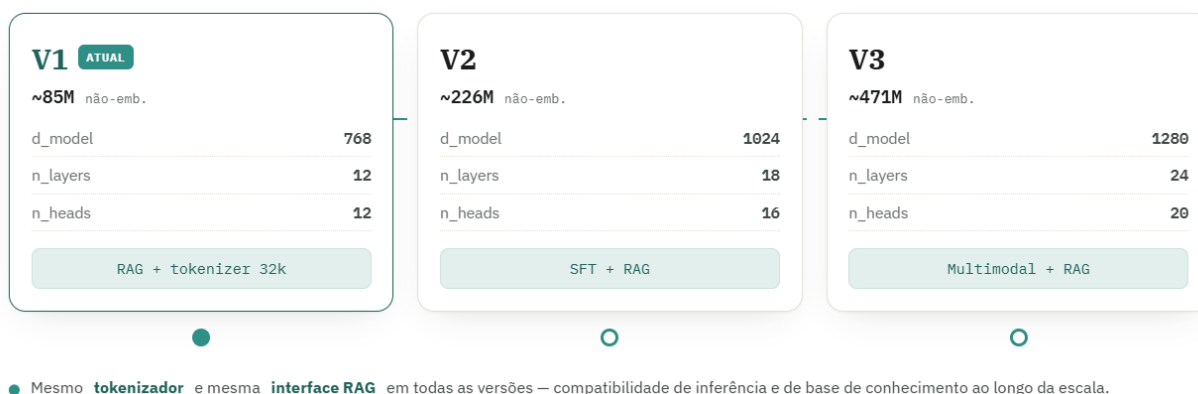 V1 ATUAL
~85M não-emb.
d_model 768
n_layers 12
n_heads 12
RAG + tokenizer 32k
V2
~226M não-emb.
d_model 1024
n_layers 18
n_heads 16
SFT + RAG
V3
~471M não-emb.
d_model 1280
n_layers 24
n_heads 20
Multimodal + RAG
Mesmo tokenizador e mesma interface RAG em todas as versões — compatibilidade de inferência e de base de conhecimento ao longo da escala.